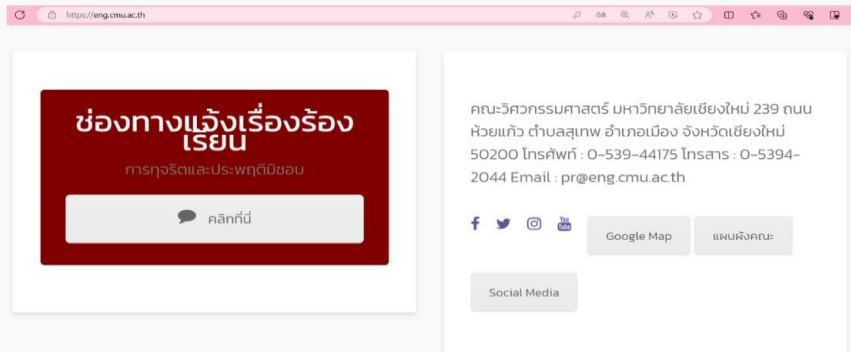 https://eng.cmu.ac.th
ช่องทางแจ้งเรื่องร้อง
เรียน
การทุจริตและประพฤติมิชอบ
คลิกที่นี่
คณะวิศวกรรมศาสตร์ มหาวิทยาลัยเชียงใหม่ 239 ถนน
ห้วยแก้ว ตำบลสุเทพ อำเภอเมือง จังหวัดเชียงใหม่
50200 โทรศัพท์ : 0-539-44175 โทรสาร : 0-5394-
2044 Email : pr@eng.cmu.ac.th
You
Tube
Google Map
แผนผังคณะ
Social Media